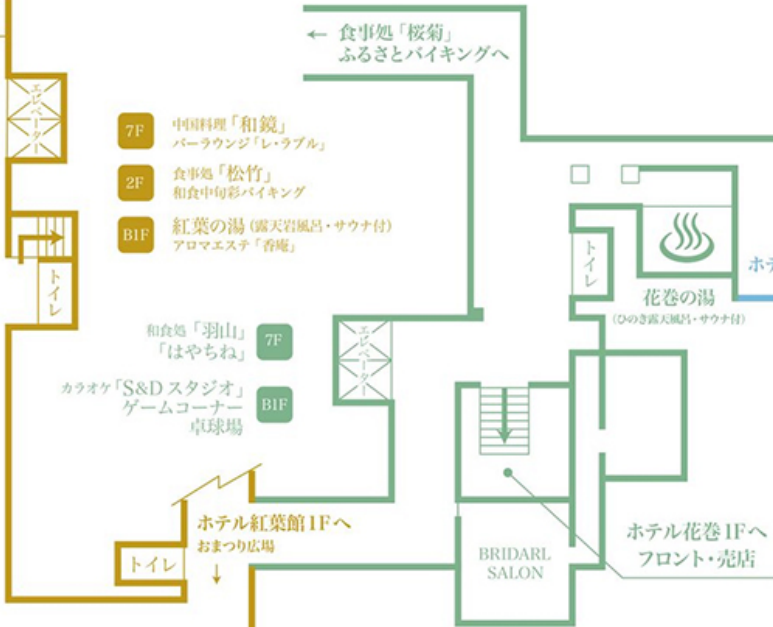 ← 食事処「桜菊」
ふるさとバイキングへ
エレベーター
7F
中国料理「和鏡」
バーラウンジ「レ・ラブル」
2F
食事処「松竹」
和食中旬彩バイキング
B1F
紅葉の湯(露天岩風呂・サウナ付)
アロマエステ「香庵」
トイレ
トイレ
ホテ
花巻の湯
(ひのき露天風呂・サウナ付)
和食処「羽山」
「はやちね」
7F
エレベーター
カラオケ「S&Dスタジオ」
ゲームコーナー
卓球場
B1F
ホテル紅葉館1Fへ
おまつり広場
↓
トイレ
BRIDARL
SALON
ホテル花巻1Fへ
フロント・売店